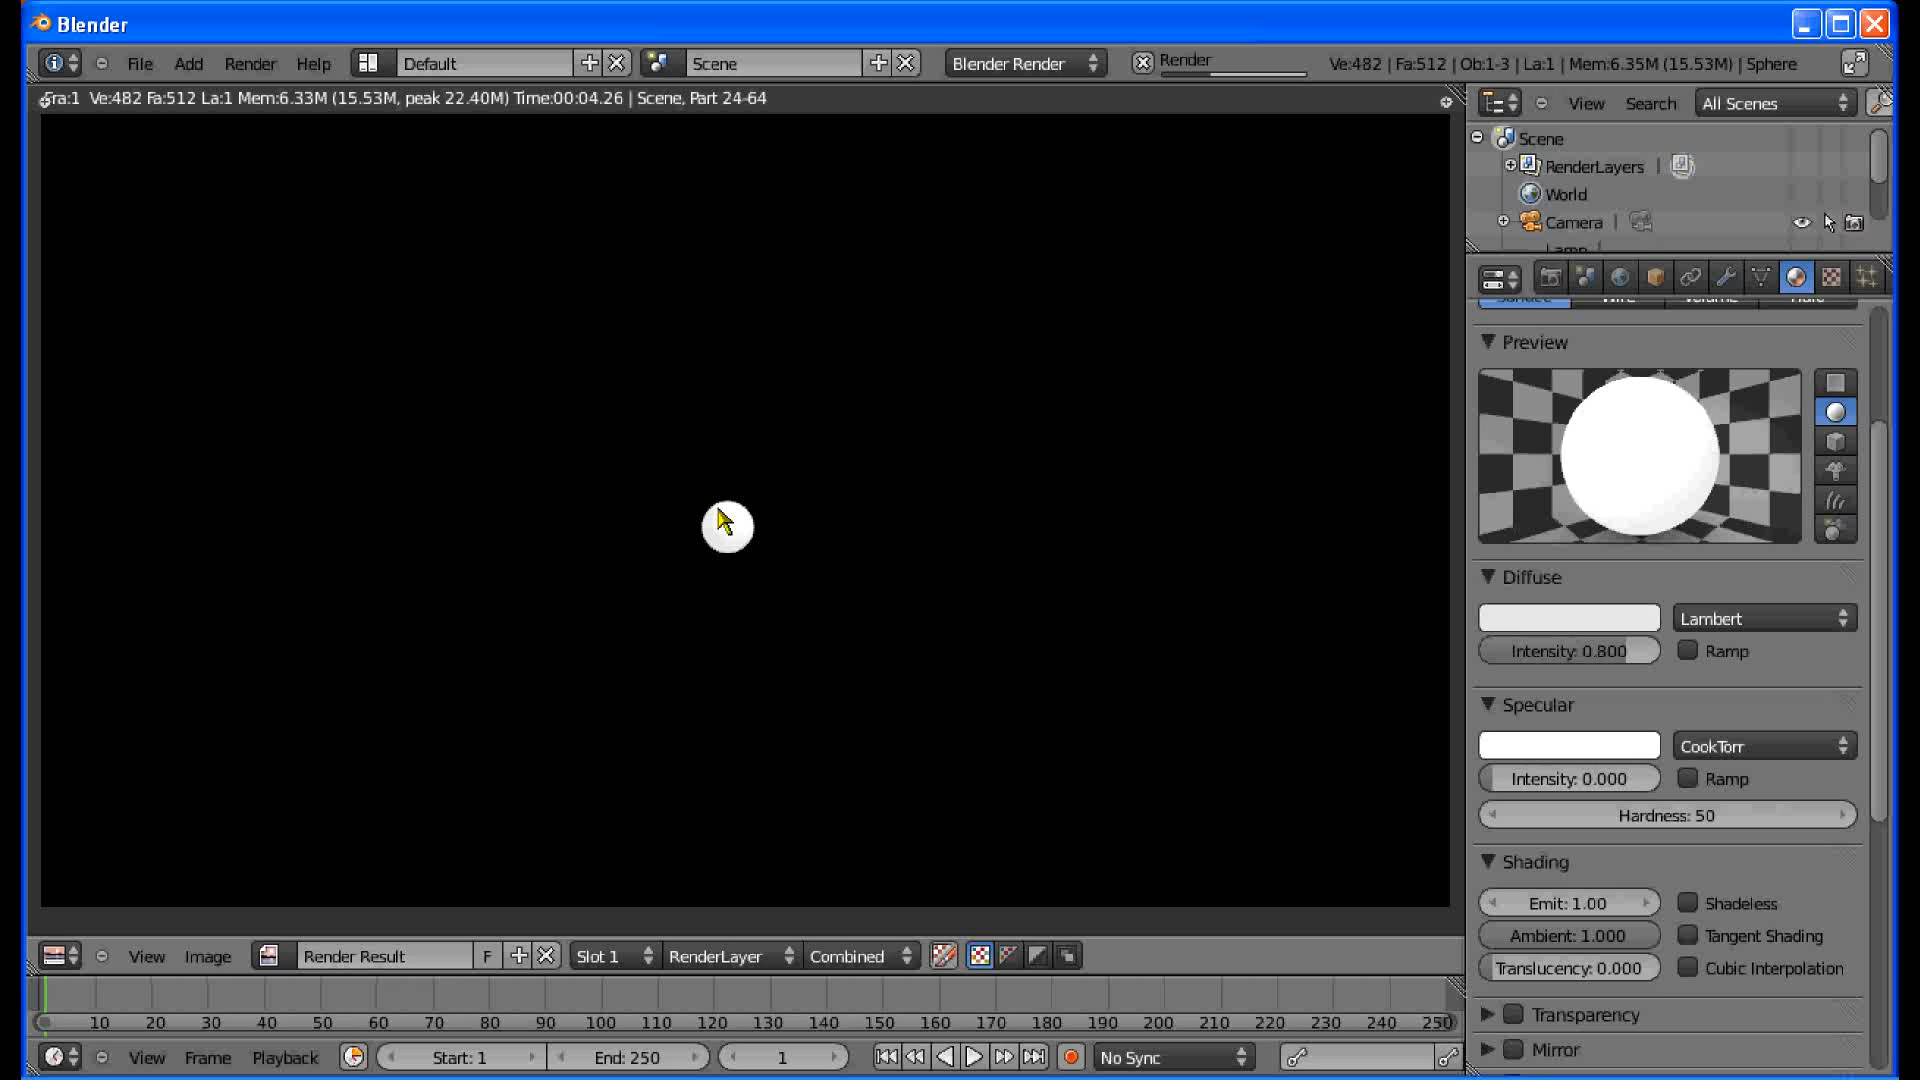 Blender
File Add Render Help Default Scene Blender Render Render Ve:482 | Fa:512 | Ob:1-3 | La:1 | Mem:6.35M (15.53M) | Sphere
Fra:1 Ve:482 Fa:512 La:1 Mem:6.33M (15.53M, peak 22.40M) Time:00:04.26 | Scene, Part 24-64
View Search All Scenes
Scene
RenderLayers
World
Camera
Lamp
Surface Wire Volume Halo
Preview
Diffuse
Lambert
Intensity: 0.800 Ramp
Specular
CookTorr
Intensity: 0.000 Ramp
Hardness: 50
Shading
Emit: 1.00 Shadeless
Ambient: 1.000 Tangent Shading
Translucency: 0.000 Cubic Interpolation
Transparency
Mirror
View Image Render Result F Slot 1 RenderLayer Combined
10 20 30 40 50 60 70 80 90 100 110 120 130 140 150 160 170 180 190 200 210 220 230 240 250
View Frame Playback Start: 1 End: 250 1 No Sync